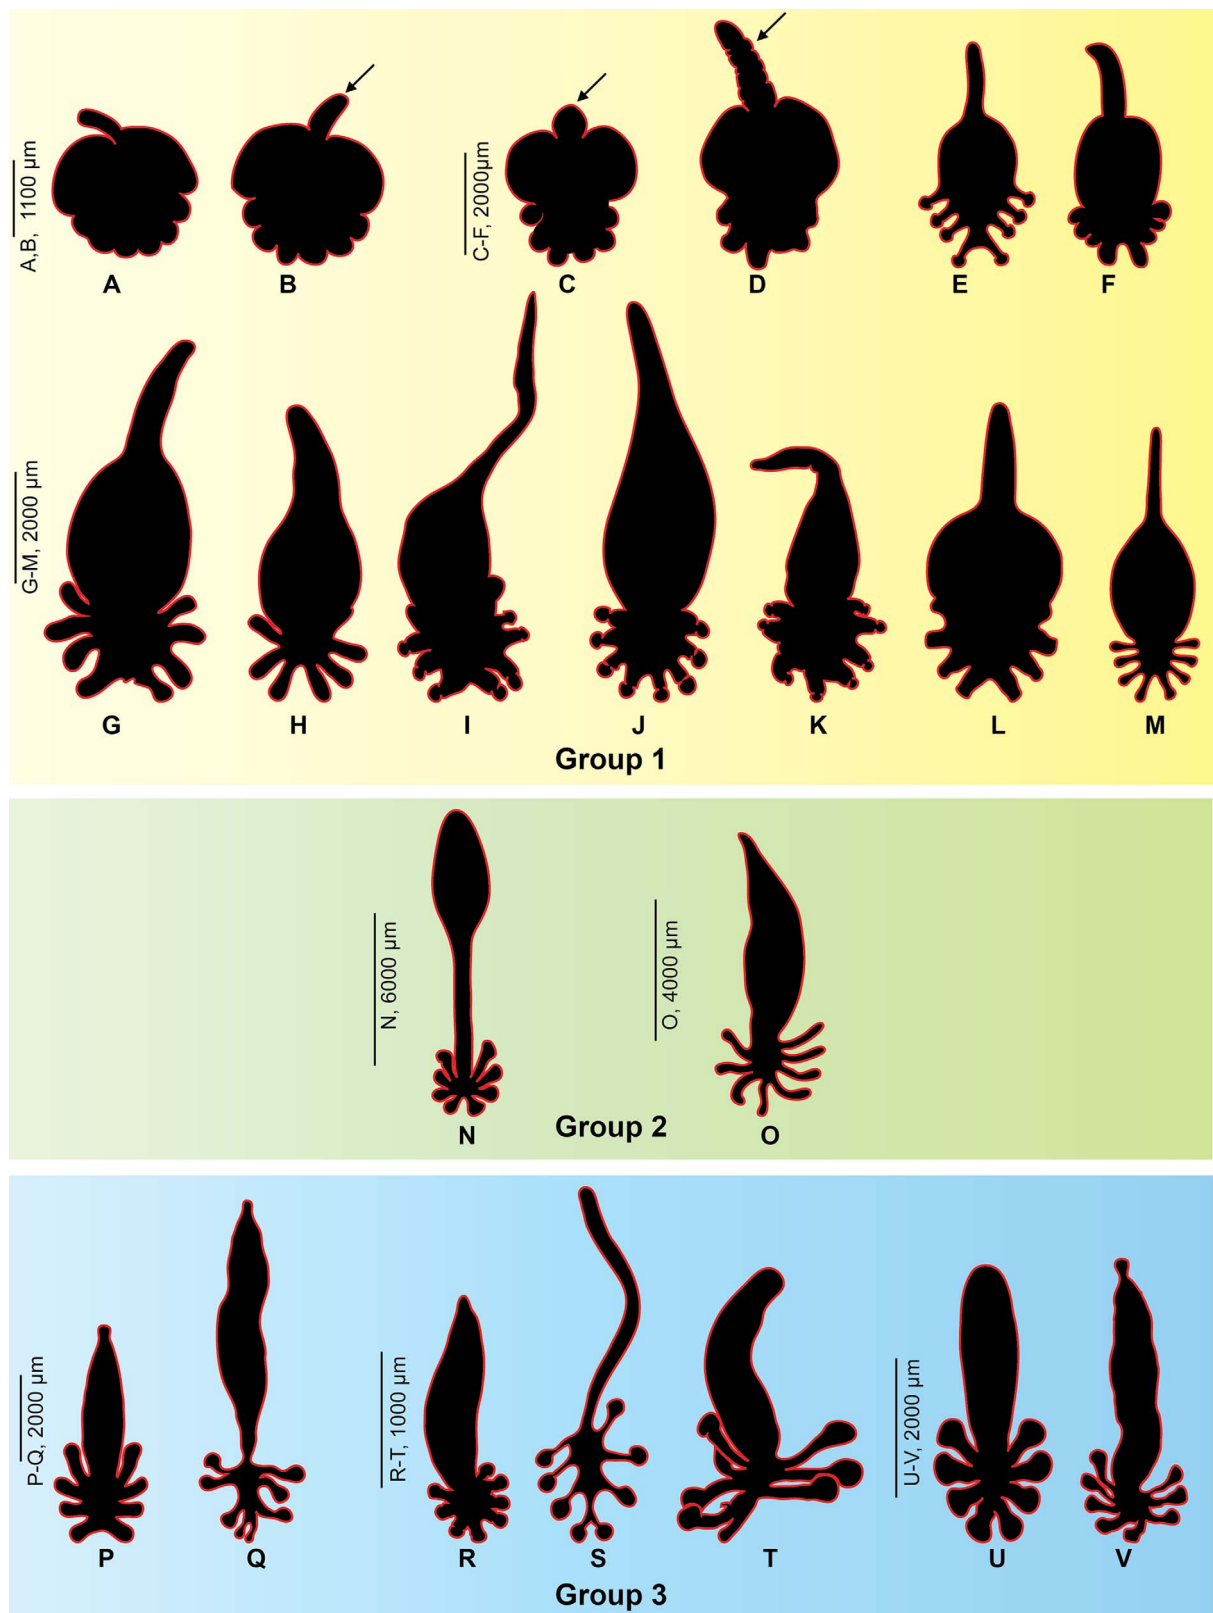 A,B, 1100 µm
C-F, 2000µm
A
B
C
D
E
F
G-M, 2000 µm
G
H
I
J
K
L
M
Group 1
N, 6000 µm
O, 4000 µm
N
O
Group 2
P-Q, 2000 µm
R-T, 1000 µm
U-V, 2000 µm
P
Q
R
S
T
U
V
Group 3